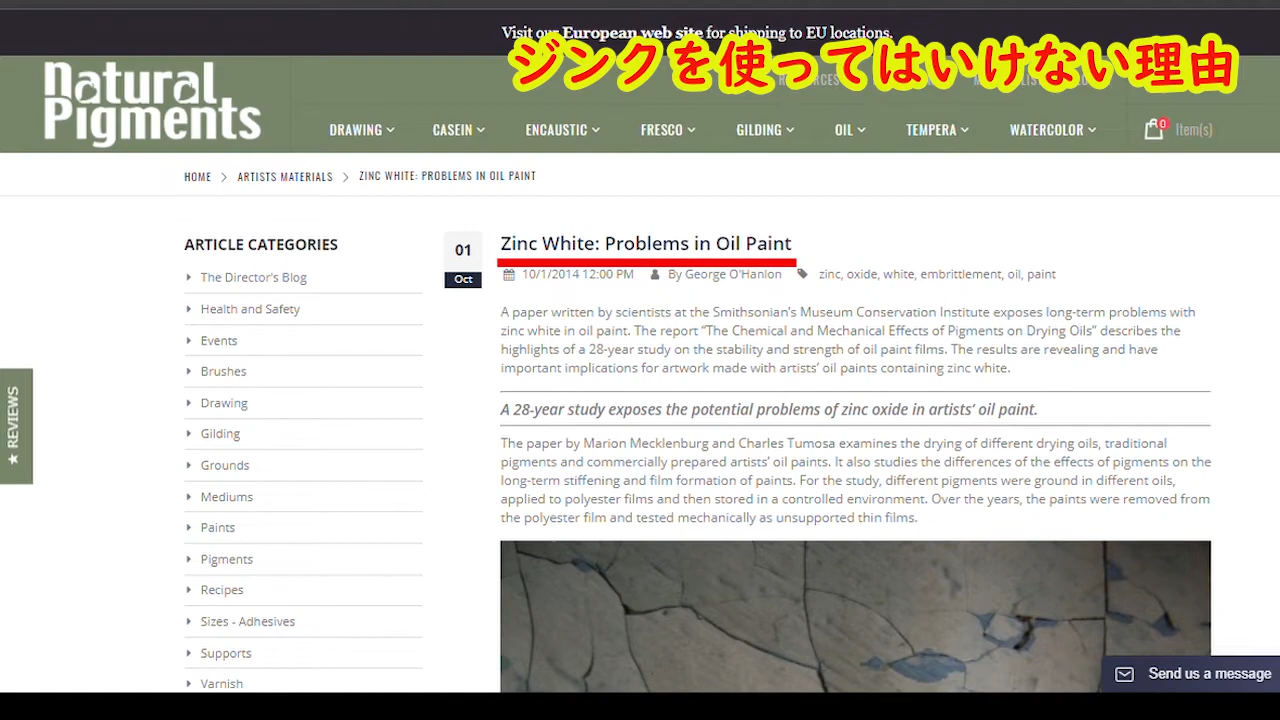 Visit our European web site for shipping to EU locations.
ジンクを使ってはいけない理由
Natural
Pigments
DRAWING CASEIN ENCAUSTIC FRESCO GILDING OIL TEMPERA WATERCOLOR 0 Item(s)
HOME > ARTISTS MATERIALS > ZINC WHITE: PROBLEMS IN OIL PAINT
ARTICLE CATEGORIES
The Director's Blog
Health and Safety
Events
Brushes
Drawing
Gilding
Grounds
Mediums
Paints
Pigments
Recipes
Sizes - Adhesives
Supports
Varnish
★ REVIEWS
01
Oct
Zinc White: Problems in Oil Paint
10/1/2014 12:00 PM By George O'Hanlon zinc, oxide, white, embrittlement, oil, paint
A paper written by scientists at the Smithsonian's Museum Conservation Institute exposes long-term problems with
zinc white in oil paint. The report “The Chemical and Mechanical Effects of Pigments on Drying Oils” describes the
highlights of a 28-year study on the stability and strength of oil paint films. The results are revealing and have
important implications for artwork made with artists’ oil paints containing zinc white.
A 28-year study exposes the potential problems of zinc oxide in artists’ oil paint.
The paper by Marion Mecklenburg and Charles Tumosa examines the drying of different drying oils, traditional
pigments and commercially prepared artists’ oil paints. It also studies the differences of the effects of pigments on the
long-term stiffening and film formation of paints. For the study, different pigments were ground in different oils,
applied to polyester films and then stored in a controlled environment. Over the years, the paints were removed from
the polyester film and tested mechanically as unsupported thin films.
Send us a message